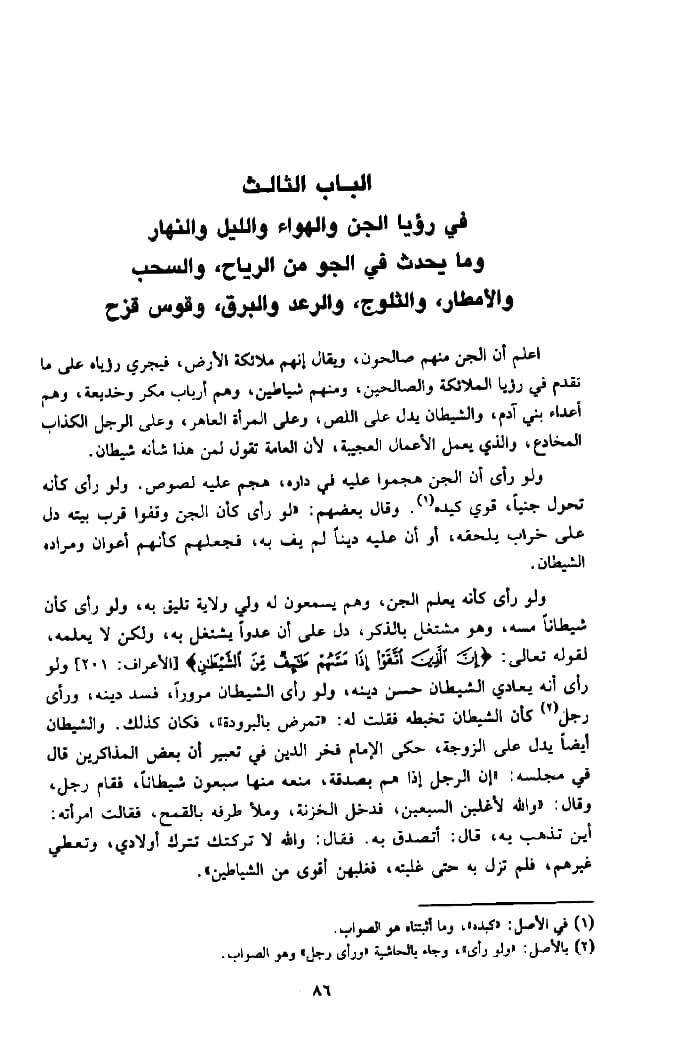 الباب الثالث
في رؤيا الجن والهواء والليل والنهار
وما يحدث في الجو من الرياح، والسحب
والأمطار، والثلوج، والرعد والبرق، وقوس قزح
اعلم أن الجن منهم صالحون، ويقال إنهم ملائكة الأرض، فيجري رؤياه على ما
تقدم في رؤيا الملائكة والصالحين، ومنهم شياطين، وهم أرباب مكر وخديعة، وهم
أعداء بني آدم، والشيطان يدل على اللص، وعلى المرأة العاهر، وعلى الرجل الكذاب
المخادع، والذي يعمل الأعمال العجيبة، لأن العامة تقول لمن هذا شأنه شيطان.
ولو رأى أن الجن هجموا عليه في داره، هجم عليه لصوص. ولو رأى كأنه
تحول جنياً، قوي كيده(١). وقال بعضهم: «لو رأى كأن الجن وقفوا قرب بيته دل
على خراب يلحقه، أو أن عليه ديناً لم يف به، فجعلهم كأنهم أعوان ومراده
الشيطان.
ولو رأى كأنه يعلم الجن، وهم يسمعون له ولي ولاية تليق به، ولو رأى كأن
شيطاناً مسه، وهو مشتغل بالذكر، دل على أن عدواً يشتغل به، ولكن لا يعلمه،
لقوله تعالى: ﴿إِنَّ الَّذِينَ اتَّقَوْا إِذَا مَسَّهُمْ طَٰٓئِفٌ مِّنَ الشَّيْطَٰنِ﴾ [الأعراف: ٢٠١] ولو
رأى أنه يعادي الشيطان حسن دينه، ولو رأى الشيطان مروراً، فسد دينه، ورأى
رجل(٢) كأن الشيطان تخبطه فقلت له: «تمرض بالبرودة»، فكان كذلك. والشيطان
أيضاً يدل على الزوجة، حكى الإمام فخر الدين في تعبير أن بعض المذاكرين قال
في مجلسه: «إن الرجل إذا هم بصدقة، منعه منها سبعون شيطاناً، فقام رجل،
وقال: «والله لأغلبن السبعين، فدخل الخزنة، وملأ طرفه بالقمح، فقالت امرأته:
أين تذهب به، قال: أتصدق به. فقال: والله لا تركتك تترك أولادي، وتعطي
غيرهم، فلم تزل به حتى غلبته، فغلبهن أقوى من الشياطين».
(١) في الأصل: «كبده»، وما أثبتناه هو الصواب.
(٢) بالأصل: «ولو رأى»، وجاء بالحاشية «ورأى رجل» وهو الصواب.
٨٦